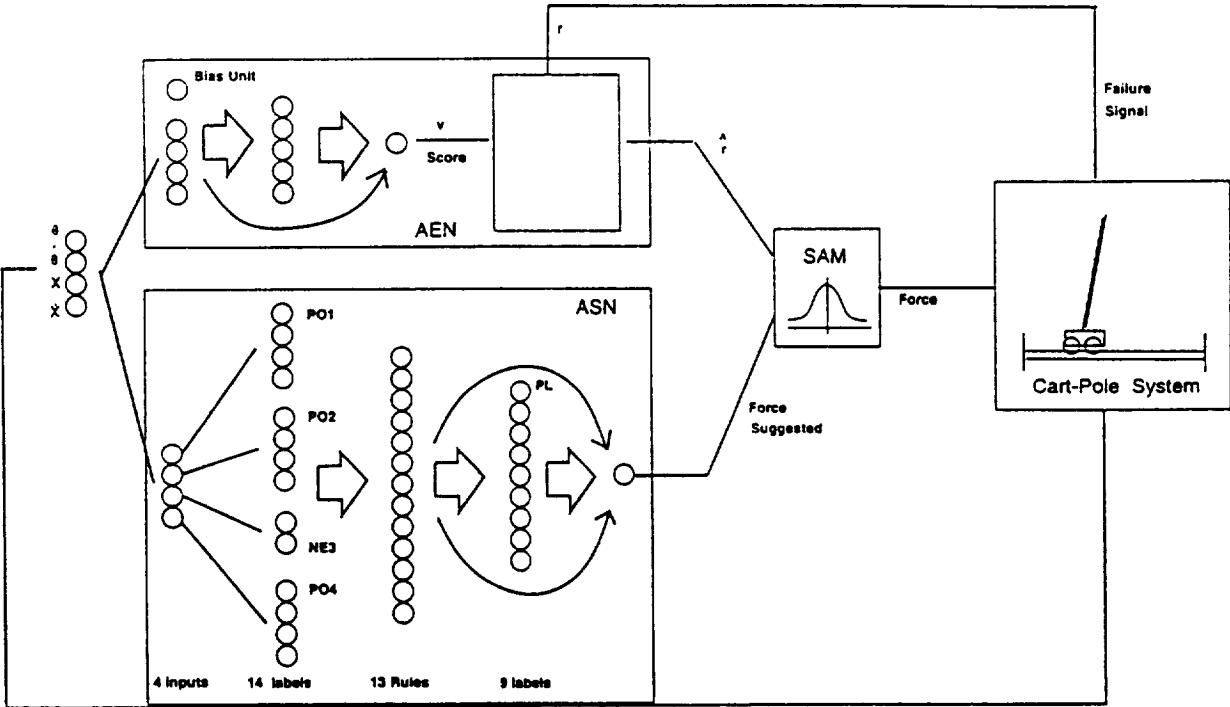 r
Bias Unit
Failure
Signal
v
Score
r̂
AEN
θ
θ̇
x
ẋ
SAM
ASN
PO1
Force
PL
Cart-Pole System
PO2
Force
Suggested
NE3
PO4
4 Inputs
14 labels
13 Rules
9 labels